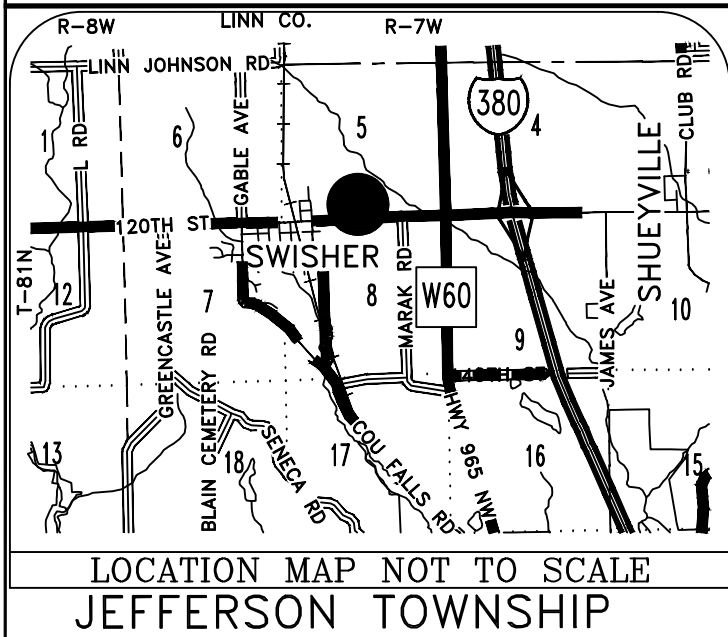 LINN CO.
R-8W
R-7W
LINN JOHNSON RD
CLUB RD
380
1
L RD
6
GABLE AVE
5
4
SHUEYVILLE
120TH ST
SWISHER
T-81N
12
GREENCASTLE AVE
7
8
MARAK RD
W60
9
JAMES AVE
10
BLAIN CEMETERY RD
13
18
SENECA RD
17
COU FALLS RD
HWY 965 NW
16
15
LOCATION MAP NOT TO SCALE
JEFFERSON TOWNSHIP